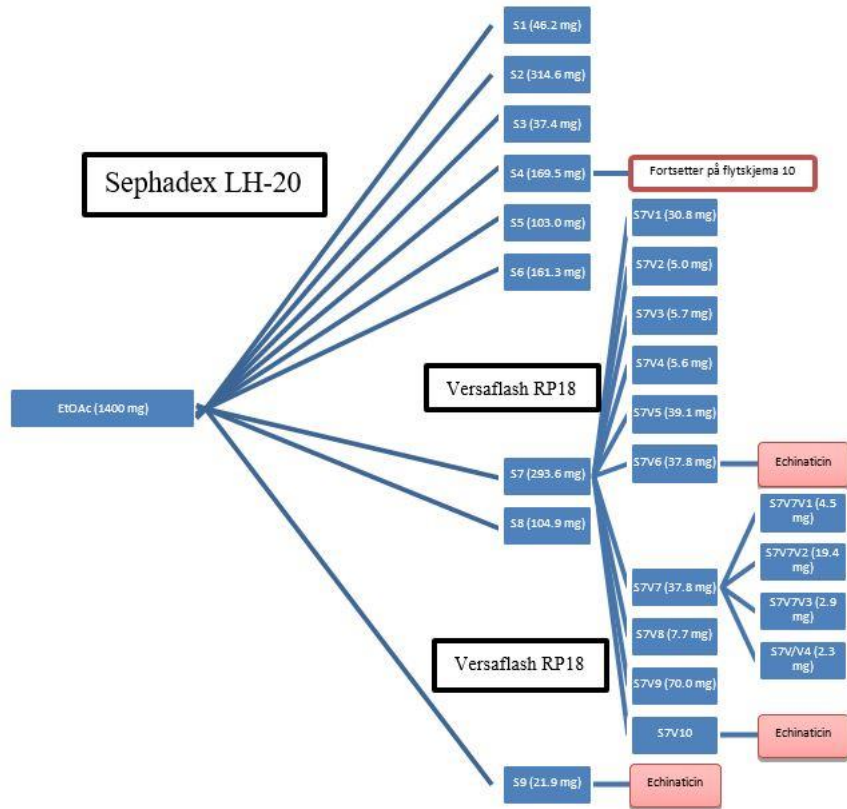 S1 (46.2 mg)
S2 (314.6 mg)
S3 (37.4 mg)
Sephadex LH-20
S4 (169.5 mg)
Fortsetter på flytskjema 10
S5 (103.0 mg)
S6 (161.3 mg)
S7V1 (30.8 mg)
S7V2 (5.0 mg)
S7V3 (5.7 mg)
S7V4 (5.6 mg)
Versaflash RP18
EtOAc (1400 mg)
S7V5 (39.1 mg)
S7 (293.6 mg)
S7V6 (37.8 mg)
Echinaticin
S8 (104.9 mg)
S7V7V1 (4.5
mg)
S7V7V2 (19.4
mg)
S7V7 (37.8 mg)
S7V7V3 (2.9
mg)
S7V8 (7.7 mg)
S7V/V4 (2.3
mg)
Versaflash RP18
S7V9 (70.0 mg)
S7V10
Echinaticin
S9 (21.9 mg)
Echinaticin